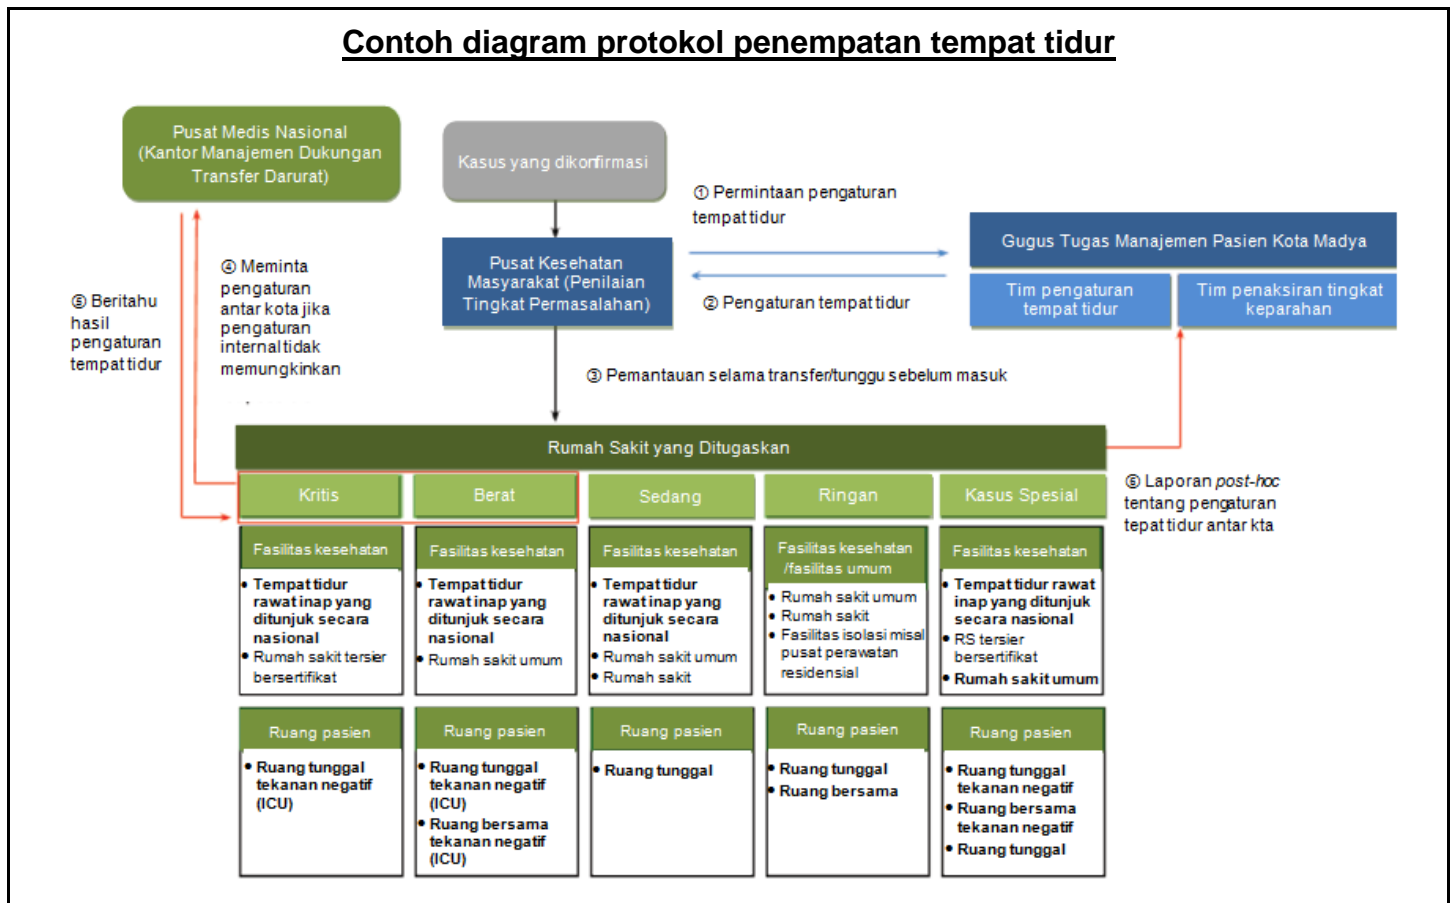 Contoh diagram protokol penempatan tempat tidur
Pusat Medis Nasional
(Kantor Manajemen Dukungan
Transfer Darurat)
Kasus yang dikonfirmasi
① Permintaan pengaturan
tempat tidur
Pusat Kesehatan
Masyarakat (Penilaian
Tingkat Permasalahan)
Gugus Tugas Manajemen Pasien Kota Madya
Tim pengaturan
tempat tidur
Tim penaksiran tingkat
keparahan
② Pengaturan tempat tidur
④ Meminta
pengaturan
antar kota jika
pengaturan
internal tidak
memungkinkan
⑤ Beritahu
hasil
pengaturan
tempat tidur
③ Pemantauan selama transfer/tunggu sebelum masuk
Rumah Sakit yang Ditugaskan
Kritis
Berat
Sedang
Ringan
Kasus Spesial
⑥ Laporan post-hoc
tentang pengaturan
tepat tidur antar kta
Fasilitas kesehatan
• Tempat tidur
rawat inap yang
ditunjuk secara
nasional
• Rumah sakit tersier
bersertifikat
Fasilitas kesehatan
• Tempat tidur
rawat inap yang
ditunjuk secara
nasional
• Rumah sakit umum
Fasilitas kesehatan
• Tempat tidur
rawat inap yang
ditunjuk secara
nasional
• Rumah sakit umum
• Rumah sakit
Fasilitas kesehatan
/fasilitas umum
• Rumah sakit umum
• Rumah sakit
• Fasilitas isolasi misal
pusat perawatan
residensial
Fasilitas kesehatan
• Tempat tidur rawat
inap yang ditunjuk
secara nasional
• RS tersier
bersertifikat
• Rumah sakit umum
Ruang pasien
• Ruang tunggal
tekanan negatif
(ICU)
Ruang pasien
• Ruang tunggal
tekanan negatif
(ICU)
• Ruang bersama
tekanan negatif
(ICU)
Ruang pasien
• Ruang tunggal
Ruang pasien
• Ruang tunggal
• Ruang bersama
Ruang pasien
• Ruang tunggal
tekanan negatif
• Ruang bersama
tekanan negatif
• Ruang tunggal